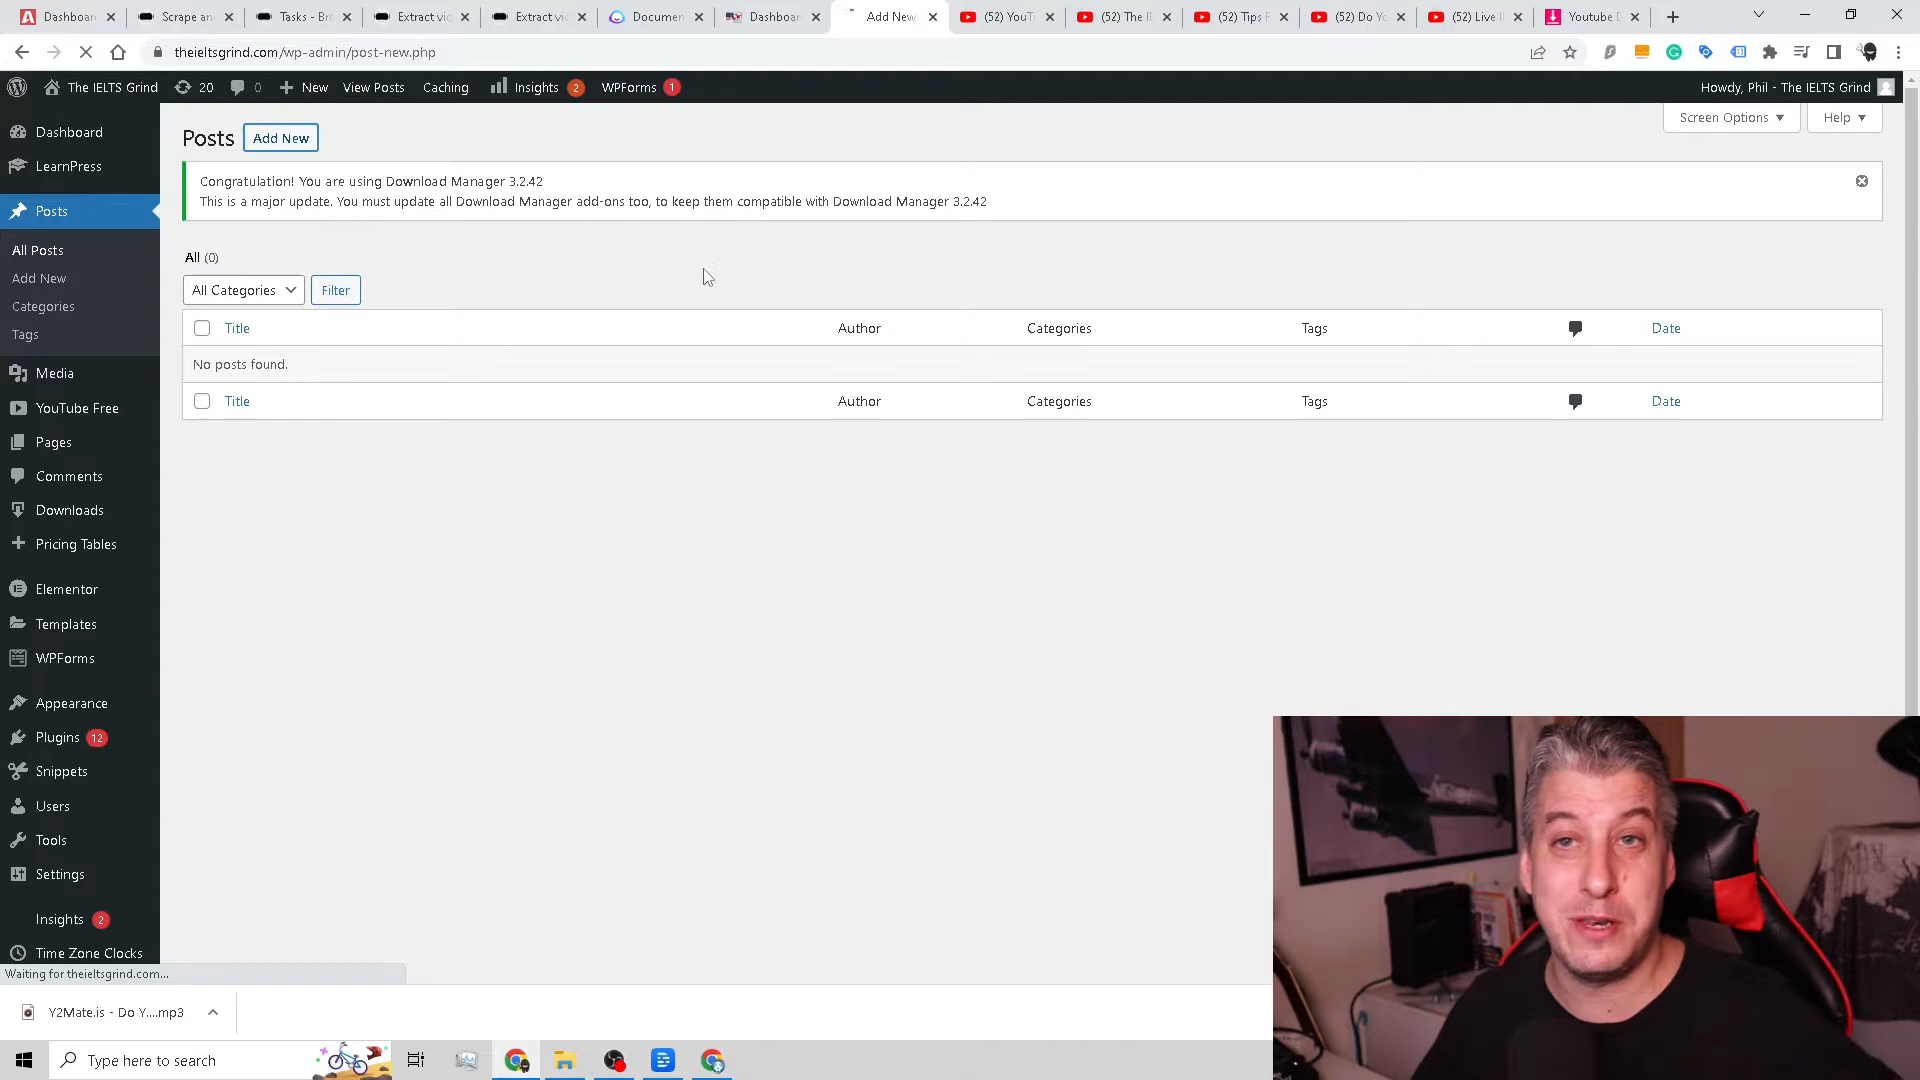 Dashboar
Scrape an
Tasks - Br
Extract vi
Extract vi
Documen
Dashboar
Add New
(52) YouT
(52) The I
(52) Tips F
(52) Do Y
(52) Live I
Youtube D
theieltsgrind.com/wp-admin/post-new.php
The IELTS Grind 20 0 New View Posts Caching Insights 2 WPForms 1 Howdy, Phil - The IELTS Grind
Screen Options Help
Dashboard
LearnPress
Posts
All Posts
Add New
Categories
Tags
Media
YouTube Free
Pages
Comments
Downloads
Pricing Tables
Elementor
Templates
WPForms
Appearance
Plugins 12
Snippets
Users
Tools
Settings
Insights 2
Time Zone Clocks
Posts Add New
Congratulation! You are using Download Manager 3.2.42
This is a major update. You must update all Download Manager add-ons too, to keep them compatible with Download Manager 3.2.42
All (0)
All Categories Filter
Title Author Categories Tags Date
No posts found.
Title Author Categories Tags Date
Waiting for theieltsgrind.com...
Y2Mate.is - Do Y....mp3
Type here to search